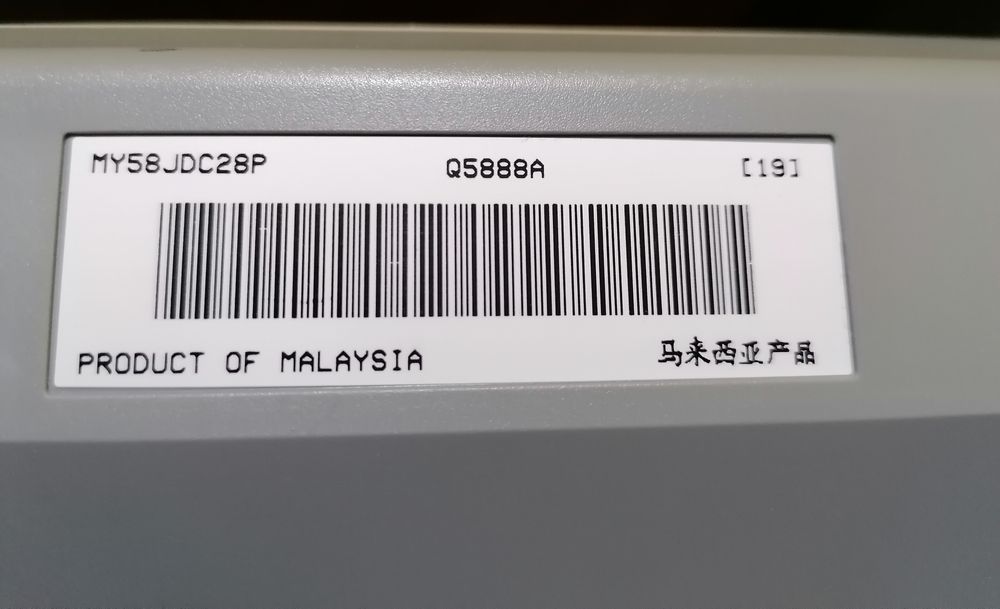 MY58JDC28P Q5888A [19]
PRODUCT OF MALAYSIA 马来西亚产品